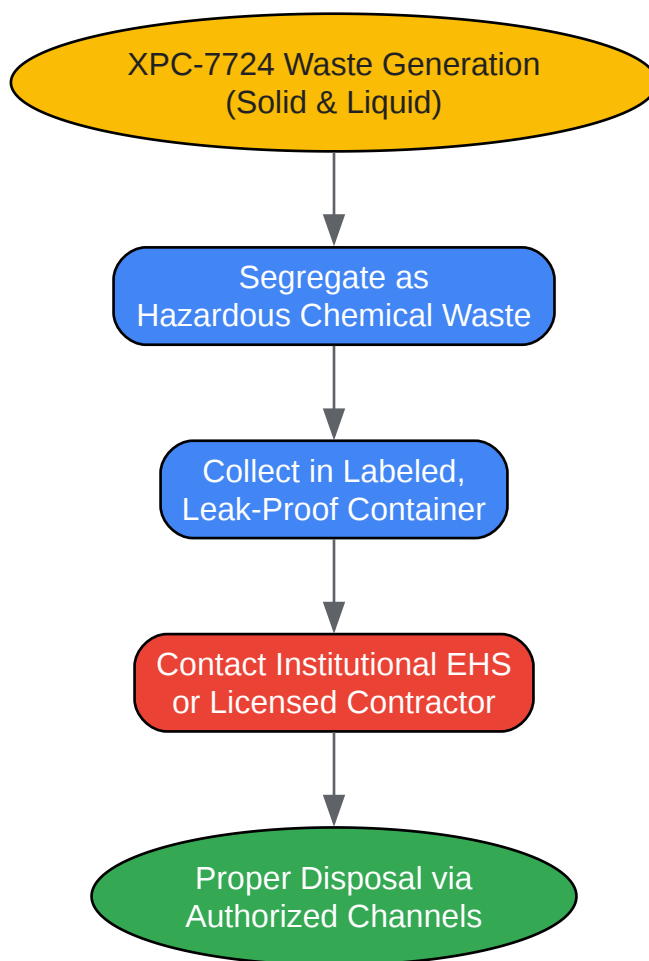 XPC-7724 Waste Generation
(Solid & Liquid)
Segregate as
Hazardous Chemical Waste
Collect in Labeled,
Leak-Proof Container
Contact Institutional EHS
or Licensed Contractor
Proper Disposal via
Authorized Channels